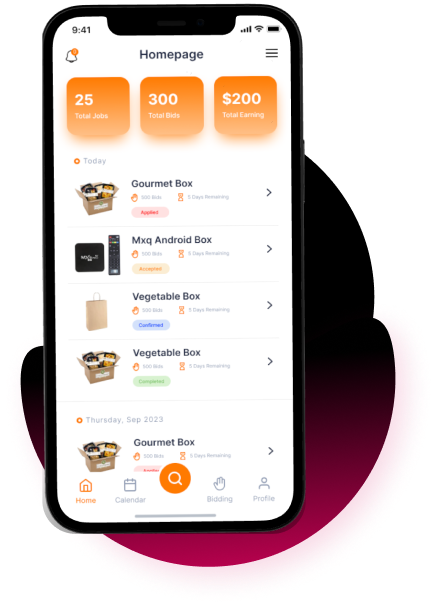 9:41
Homepage
25 300 $200
Total Jobs Total Bids Total Earning
Today
Gourmet Box
500 Bids 5 Days Remaining
Applied
Mxq Android Box
500 Bids 5 Days Remaining
Accepted
Vegetable Box
500 Bids 5 Days Remaining
Confirmed
Vegetable Box
500 Bids 5 Days Remaining
Completed
Thursday, Sep 2023
Gourmet Box
500 Bids 5 Days Remaining
Home Calendar Bidding Profile